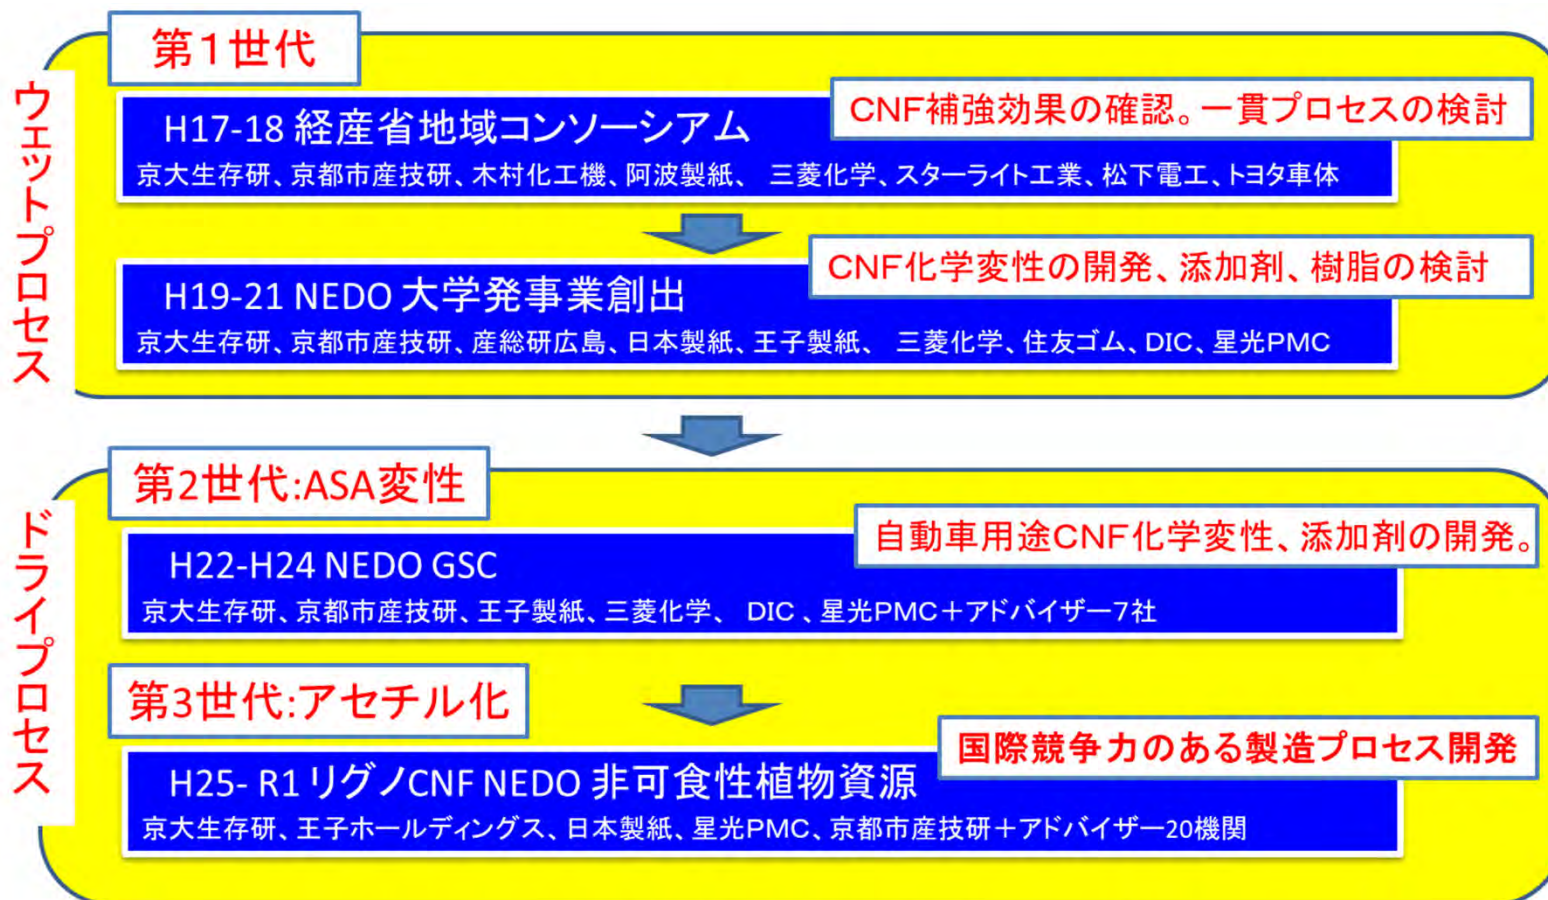 第1世代
ウェットプロセス
CNF補強効果の確認。一貫プロセスの検討
H17-18 経産省地域コンソーシアム
京大生存研、京都市産技研、木村化工機、阿波製紙、 三菱化学、スターライト工業、松下電工、トヨタ車体
CNF化学変性の開発、添加剤、樹脂の検討
H19-21 NEDO 大学発事業創出
京大生存研、京都市産技研、産総研広島、日本製紙、王子製紙、 三菱化学、住友ゴム、DIC、星光PMC
第2世代:ASA変性
ドライプロセス
自動車用途CNF化学変性、添加剤の開発。
H22-H24 NEDO GSC
京大生存研、京都市産技研、王子製紙、三菱化学、 DIC 、星光PMC+アドバイザー7社
第3世代:アセチル化
国際競争力のある製造プロセス開発
H25- R1 リグノCNF NEDO 非可食性植物資源
京大生存研、王子ホールディングス、日本製紙、星光PMC、京都市産技研+アドバイザー20機関